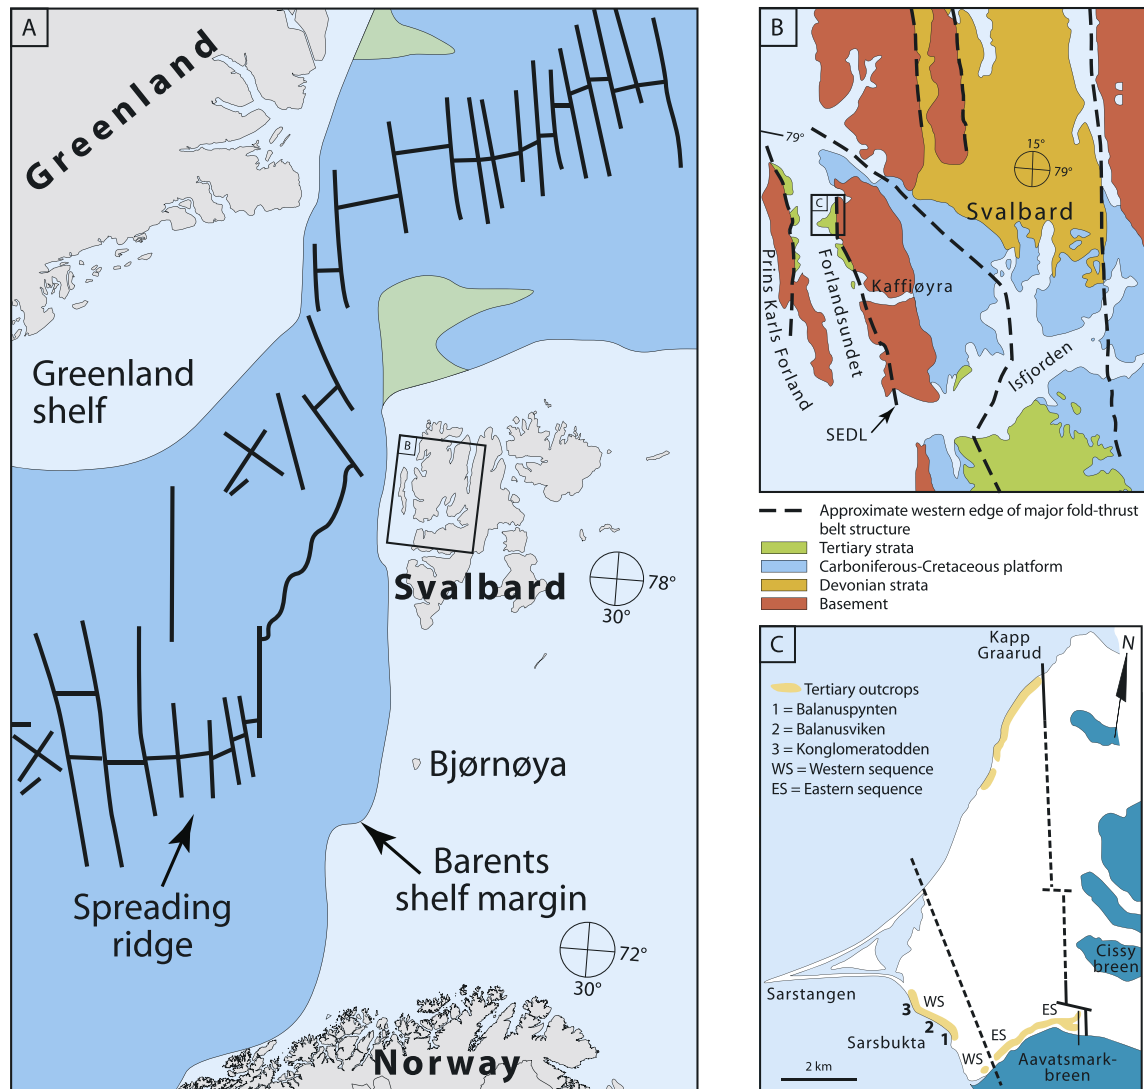 A
Greenland
Greenland
shelf
B
Svalbard
78°
30°
Bjørnøya
Barents
shelf margin
Spreading
ridge
72°
30°
Norway
B
79°
15°
79°
C
Svalbard
Prins Karls Forland
Forlandsundet
Kaffiøyra
Isfjorden
SEDL
Approximate western edge of major fold-thrust
belt structure
Tertiary strata
Carboniferous-Cretaceous platform
Devonian strata
Basement
C
Kapp
Graarud
N
Tertiary outcrops
1 = Balanuspynten
2 = Balanusviken
3 = Konglomeratodden
WS = Western sequence
ES = Eastern sequence
Cissy
breen
Sarstangen
WS
3
2
1
Sarsbukta
ES
ES
WS
Aavatsmark-
breen
2 km